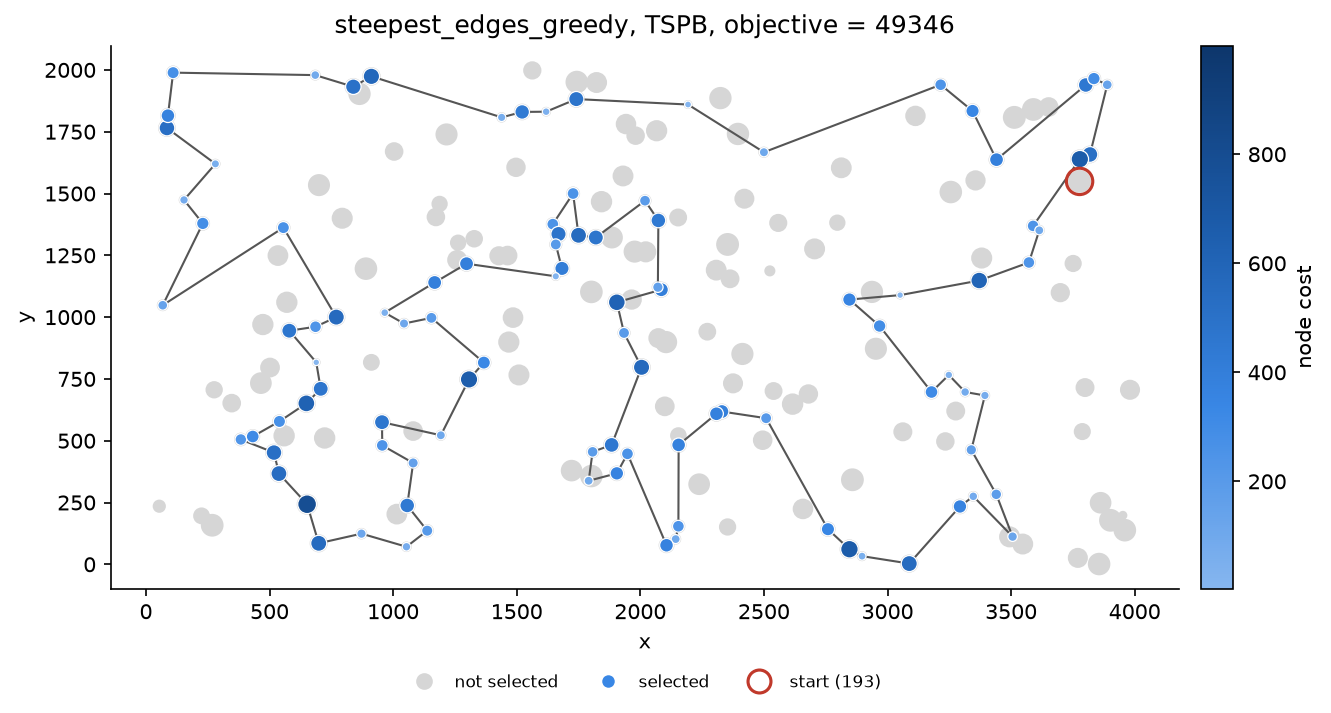 steepest_edges_greedy, TSPB, objective = 49346
2000
1750
1500
1250
1000
750
500
250
0
y
0 500 1000 1500 2000 2500 3000 3500 4000
x
800
600
400
200
node cost
not selected selected start (193)